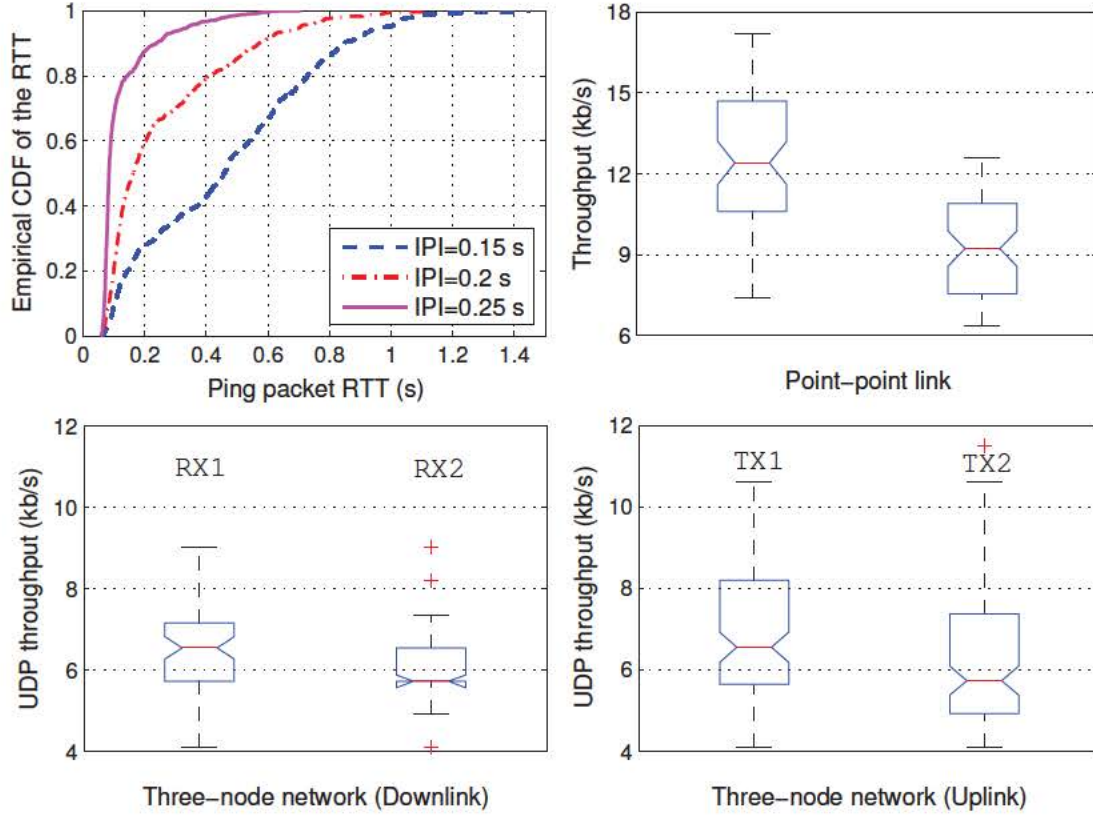 Empirical CDF of the RTT
1
0.8
0.6
0.4
0.2
0
0 0.2 0.4 0.6 0.8 1 1.2 1.4
IPI=0.15 s
IPI=0.2 s
IPI=0.25 s
Ping packet RTT (s)
Throughput (kb/s)
18
15
12
9
6
Point-point link
UDP throughput (kb/s)
12
10
8
6
4
RX1 RX2
Three-node network (Downlink)
UDP throughput (kb/s)
12
10
8
6
4
TX1 TX2
Three-node network (Uplink)